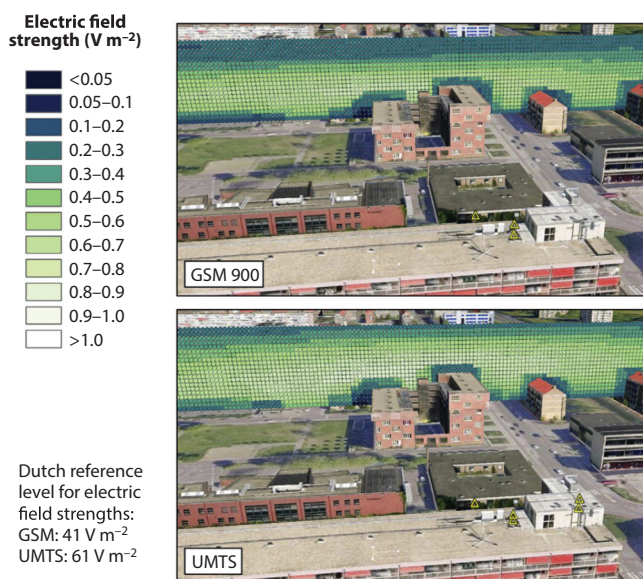 Electric field
strength (V m⁻²)
<0.05
0.05–0.1
0.1–0.2
0.2–0.3
0.3–0.4
0.4–0.5
0.5–0.6
0.6–0.7
0.7–0.8
0.8–0.9
0.9–1.0
>1.0
Dutch reference
level for electric
field strengths:
GSM: 41 V m⁻²
UMTS: 61 V m⁻²
GSM 900
UMTS